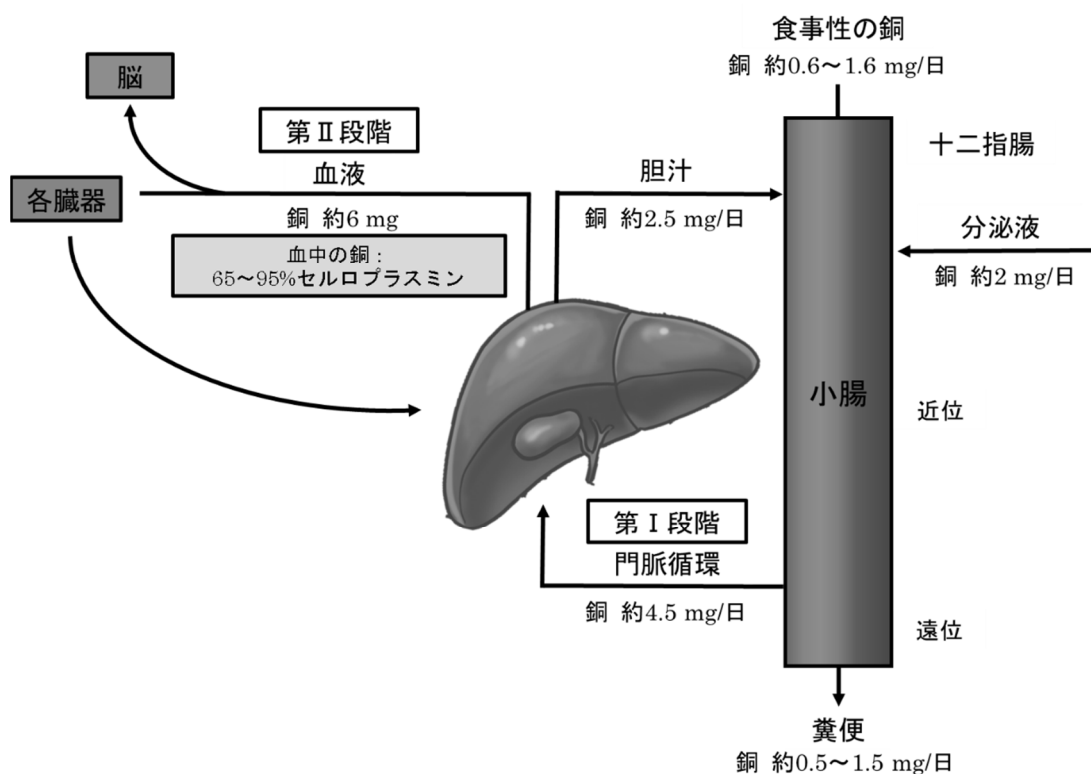 食事性の銅
銅 約0.6～1.6 mg/日
脳
第Ⅱ段階
血液
銅 約6 mg
血中の銅：
65～95%セルロプラスミン
各臓器
胆汁
銅 約2.5 mg/日
十二指腸
分泌液
銅 約2 mg/日
小腸
近位
第Ⅰ段階
門脈循環
銅 約4.5 mg/日
遠位
糞便
銅 約0.5～1.5 mg/日